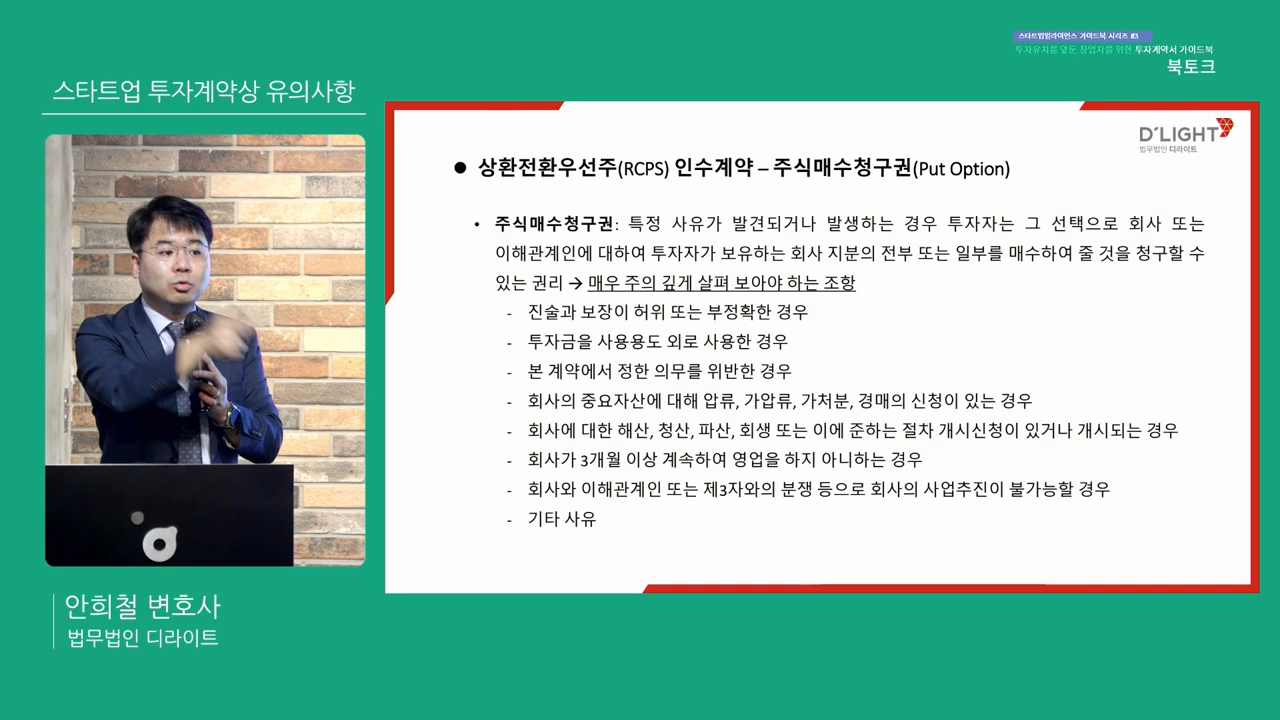 스타트업얼라이언스 가이드북 시리즈 #3
투자유치를 앞둔 창업자를 위한 투자계약서 가이드북
북토크
스타트업 투자계약상 유의사항
D'LIGHT
법무법인 디라이트
● 상환전환우선주(RCPS) 인수계약 – 주식매수청구권(Put Option)
• 주식매수청구권: 특정 사유가 발견되거나 발생하는 경우 투자자는 그 선택으로 회사 또는
이해관계인에 대하여 투자자가 보유하는 회사 지분의 전부 또는 일부를 매수하여 줄 것을 청구할 수
있는 권리 → 매우 주의 깊게 살펴 보아야 하는 조항
- 진술과 보장이 허위 또는 부정확한 경우
- 투자금을 사용용도 외로 사용한 경우
- 본 계약에서 정한 의무를 위반한 경우
- 회사의 중요자산에 대해 압류, 가압류, 가처분, 경매의 신청이 있는 경우
- 회사에 대한 해산, 청산, 파산, 회생 또는 이에 준하는 절차 개시신청이 있거나 개시되는 경우
- 회사가 3개월 이상 계속하여 영업을 하지 아니하는 경우
- 회사와 이해관계인 또는 제3자와의 분쟁 등으로 회사의 사업추진이 불가능할 경우
- 기타 사유
안희철 변호사
법무법인 디라이트